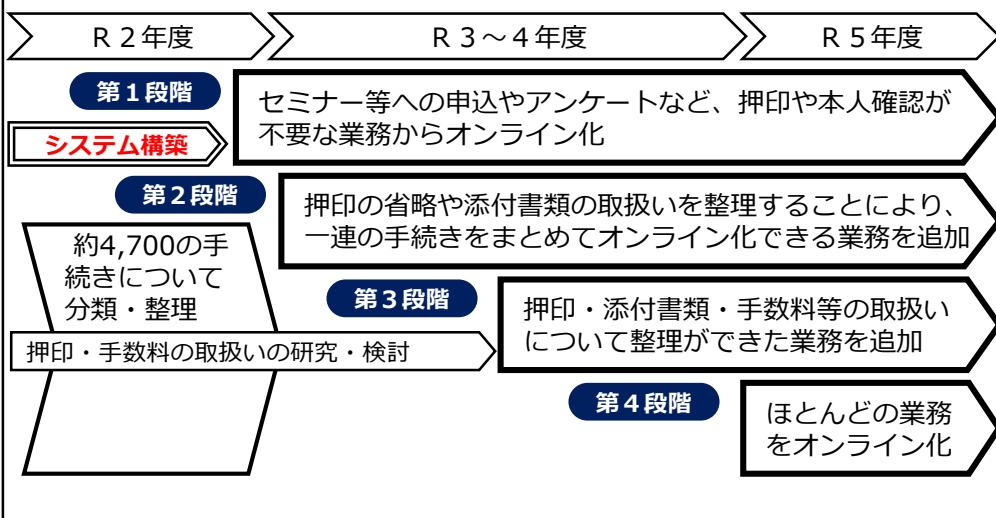 Ｒ２年度
Ｒ３～４年度
Ｒ５年度
第１段階
セミナー等への申込やアンケートなど、押印や本人確認が
不要な業務からオンライン化
システム構築
第２段階
押印の省略や添付書類の取扱いを整理することにより、
一連の手続きをまとめてオンライン化できる業務を追加
約4,700の手
続きについて
分類・整理
第３段階
押印・添付書類・手数料等の取扱い
について整理ができた業務を追加
押印・手数料の取扱いの研究・検討
第４段階
ほとんどの業務
をオンライン化